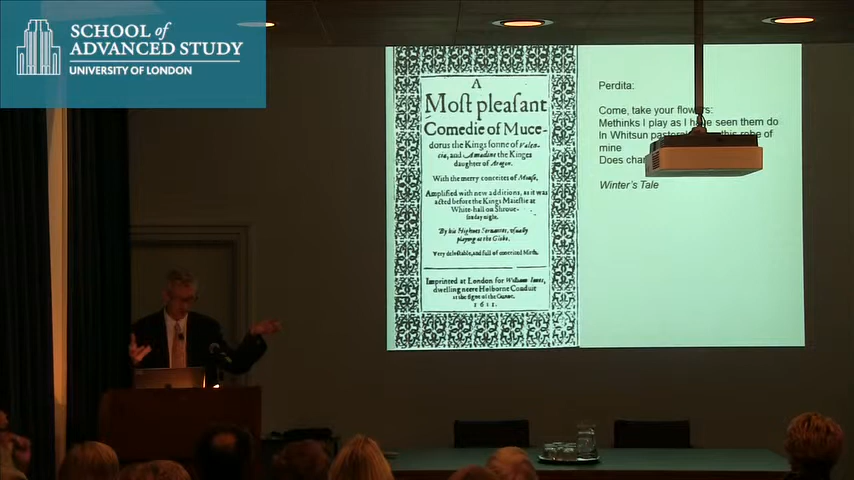 SCHOOL of
ADVANCED STUDY
UNIVERSITY OF LONDON
A
Most pleasant
Comedie of Muce-
dorus the Kings sonne of Valen-
cia, and Amadine the Kinges
daughter of Aragon.
With the merry conceites of Mouse,
Amplified with new additions, as it was
acted before the Kings Maiestie at
White-hall on Shroue-
sunday night.
By his Highnes Seruantes, vsually
playing at the Globe.
Very delectable, and full of conceited Mirth.
Imprinted at London for William Iones,
dwelling neere Holborne Conduit
at the signe of the Gunne.
1611.
Perdita:
Come, take your flowers:
Methinks I play as I have seen them do
In Whitsun this robe of
mine
Does
Winter's Tale